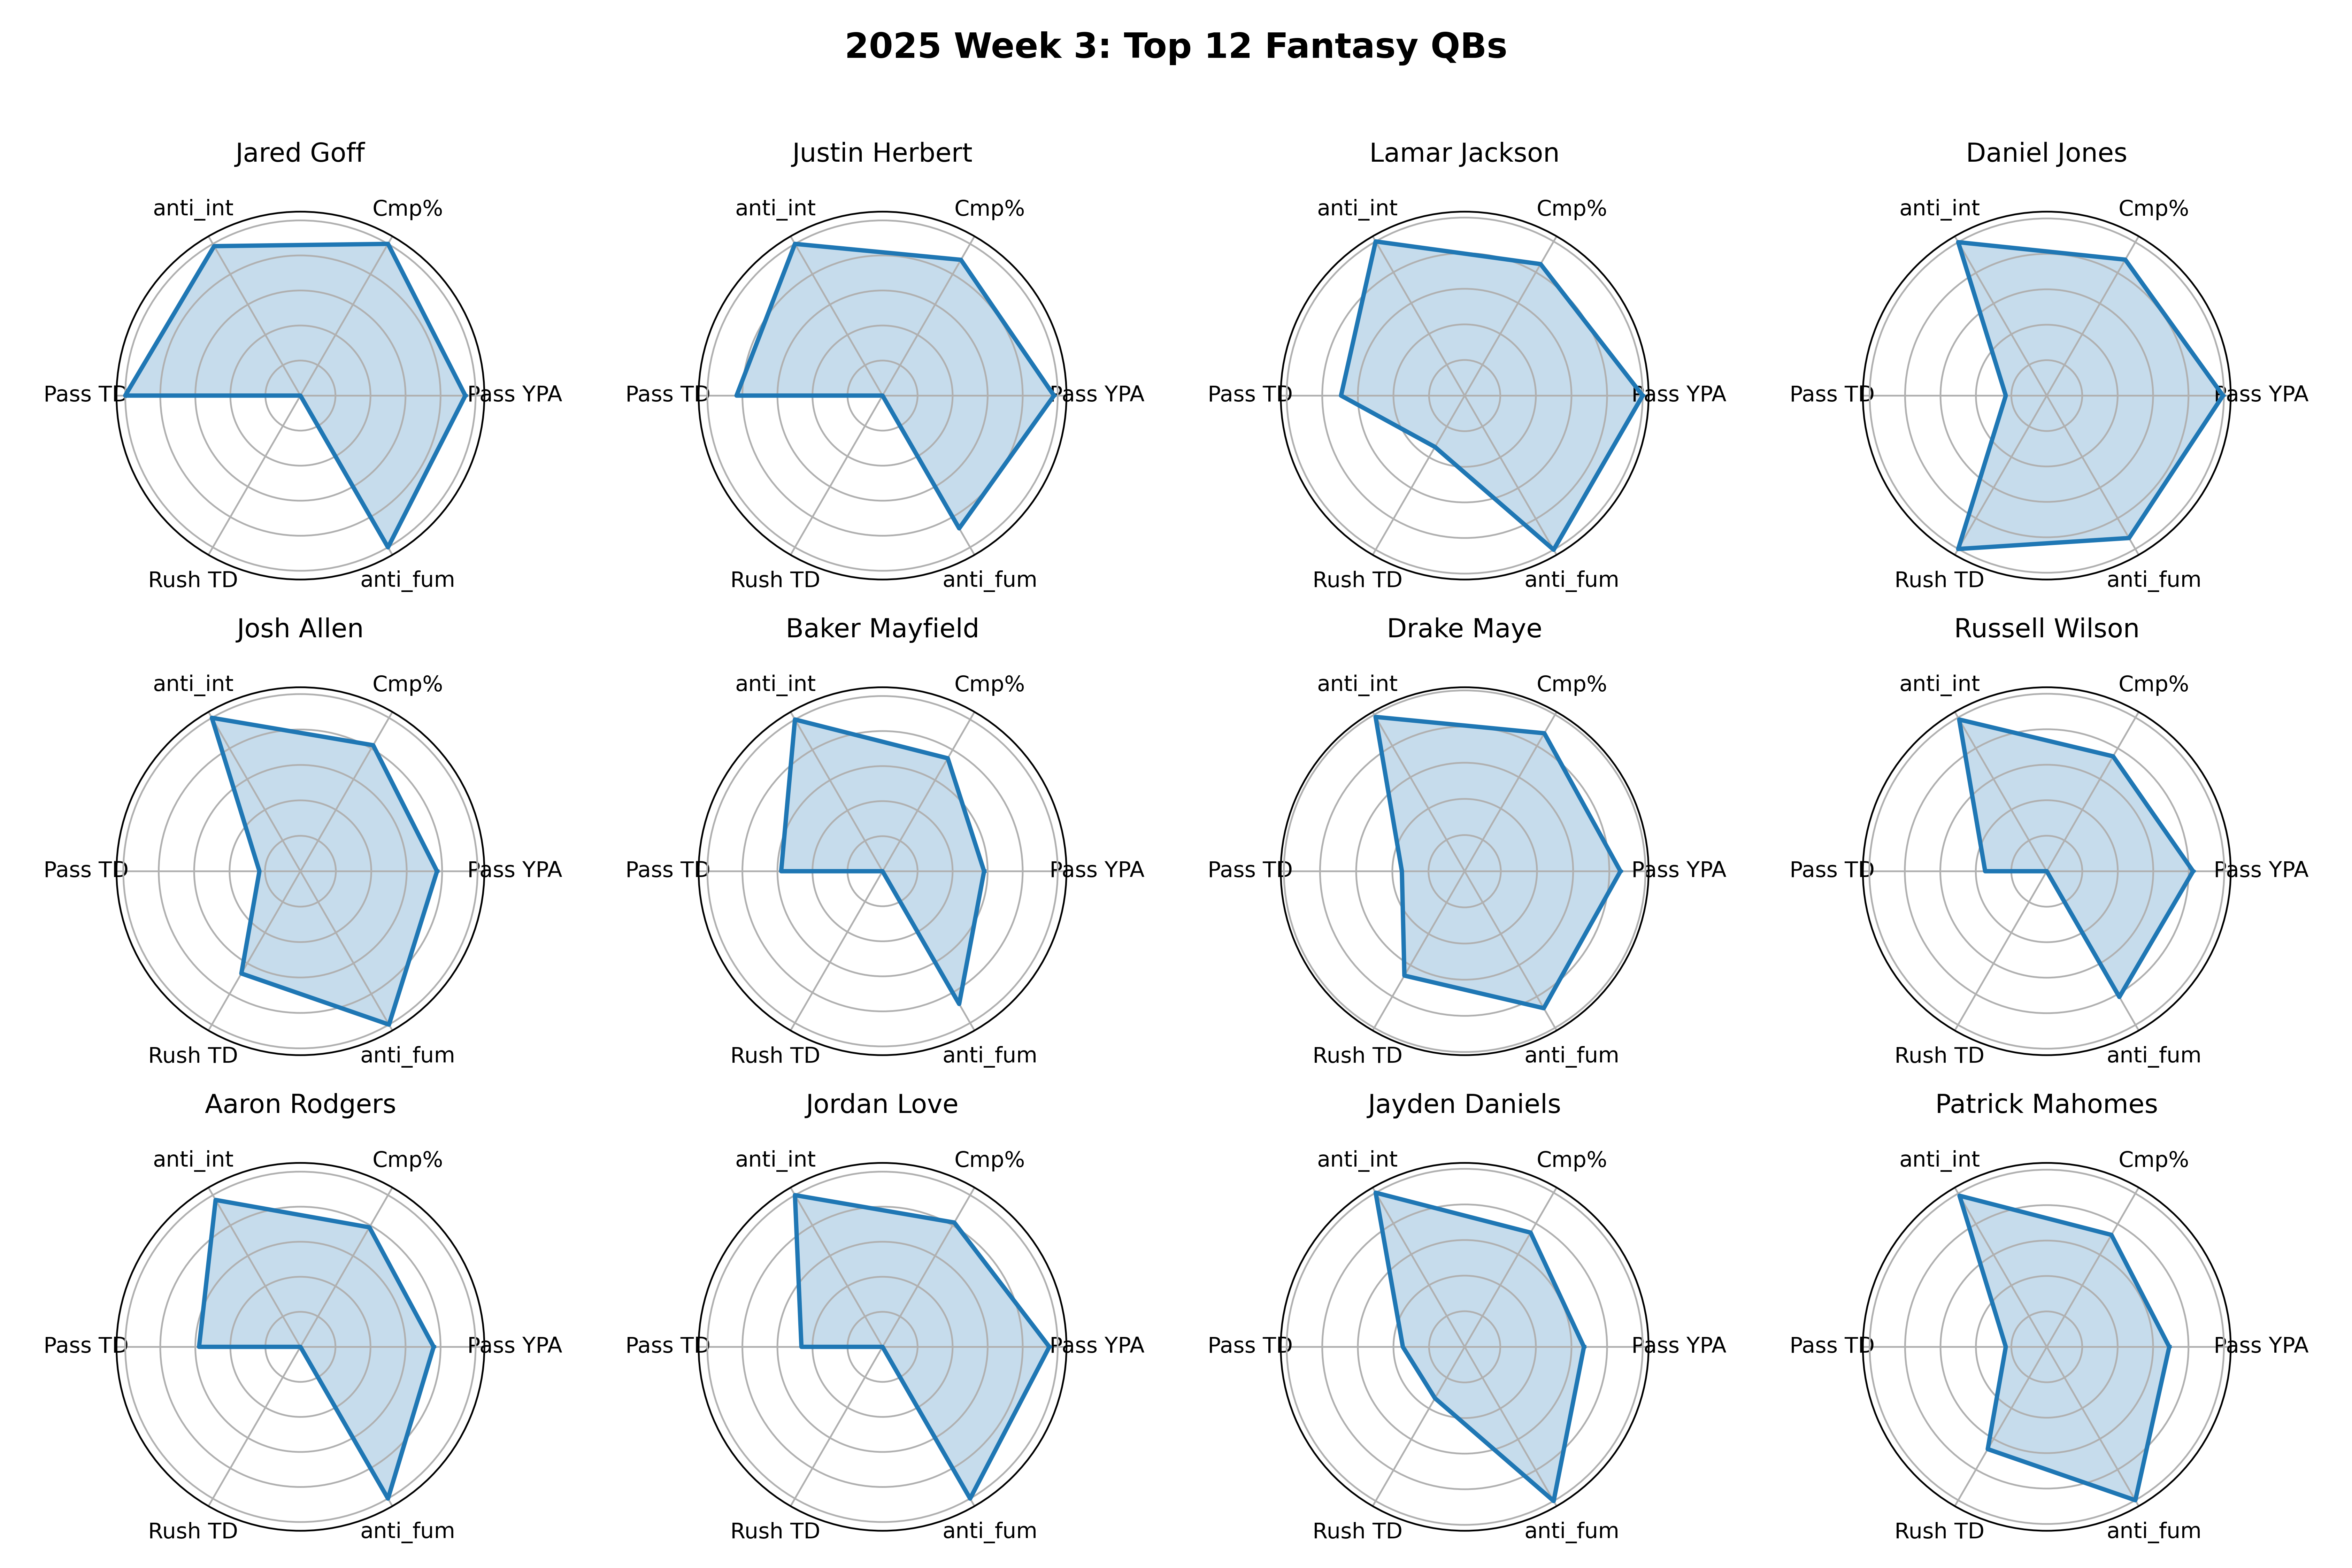 2025 Week 3: Top 12 Fantasy QBs
Jared Goff
anti_int
Cmp%
Pass TD
Pass YPA
Rush TD
anti_fum
Justin Herbert
anti_int
Cmp%
Pass TD
Pass YPA
Rush TD
anti_fum
Lamar Jackson
anti_int
Cmp%
Pass TD
Pass YPA
Rush TD
anti_fum
Daniel Jones
anti_int
Cmp%
Pass TD
Pass YPA
Rush TD
anti_fum
Josh Allen
anti_int
Cmp%
Pass TD
Pass YPA
Rush TD
anti_fum
Baker Mayfield
anti_int
Cmp%
Pass TD
Pass YPA
Rush TD
anti_fum
Drake Maye
anti_int
Cmp%
Pass TD
Pass YPA
Rush TD
anti_fum
Russell Wilson
anti_int
Cmp%
Pass TD
Pass YPA
Rush TD
anti_fum
Aaron Rodgers
anti_int
Cmp%
Pass TD
Pass YPA
Rush TD
anti_fum
Jordan Love
anti_int
Cmp%
Pass TD
Pass YPA
Rush TD
anti_fum
Jayden Daniels
anti_int
Cmp%
Pass TD
Pass YPA
Rush TD
anti_fum
Patrick Mahomes
anti_int
Cmp%
Pass TD
Pass YPA
Rush TD
anti_fum